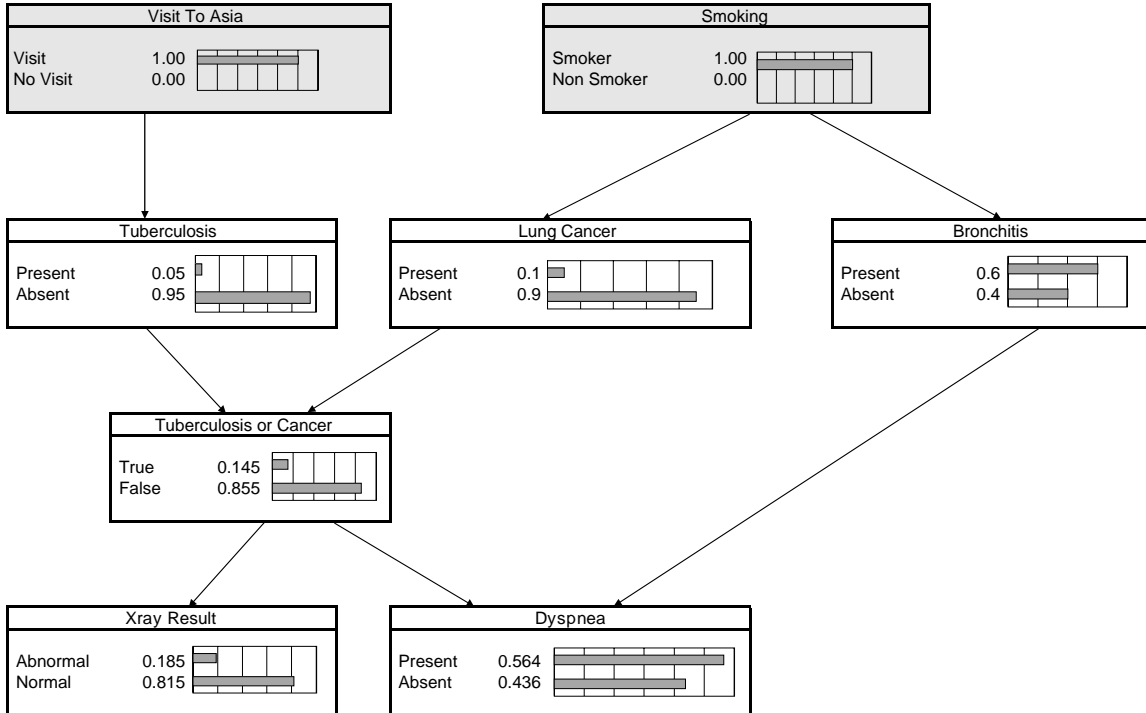 Visit To Asia
Visit 1.00
No Visit 0.00
Smoking
Smoker 1.00
Non Smoker 0.00
Tuberculosis
Present 0.05
Absent 0.95
Lung Cancer
Present 0.1
Absent 0.9
Bronchitis
Present 0.6
Absent 0.4
Tuberculosis or Cancer
True 0.145
False 0.855
Xray Result
Abnormal 0.185
Normal 0.815
Dyspnea
Present 0.564
Absent 0.436